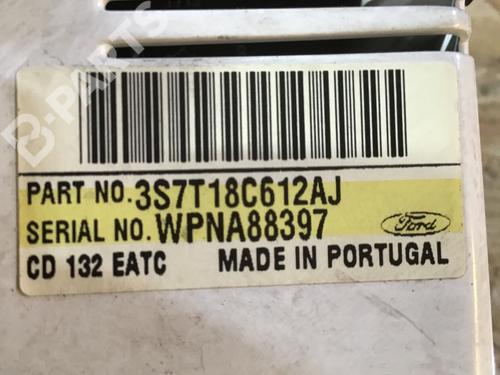 B-PARTS
PART NO. 3S7T18C612AJ
SERIAL NO. WPNA88397
Ford
CD 132 EATC MADE IN PORTUGAL